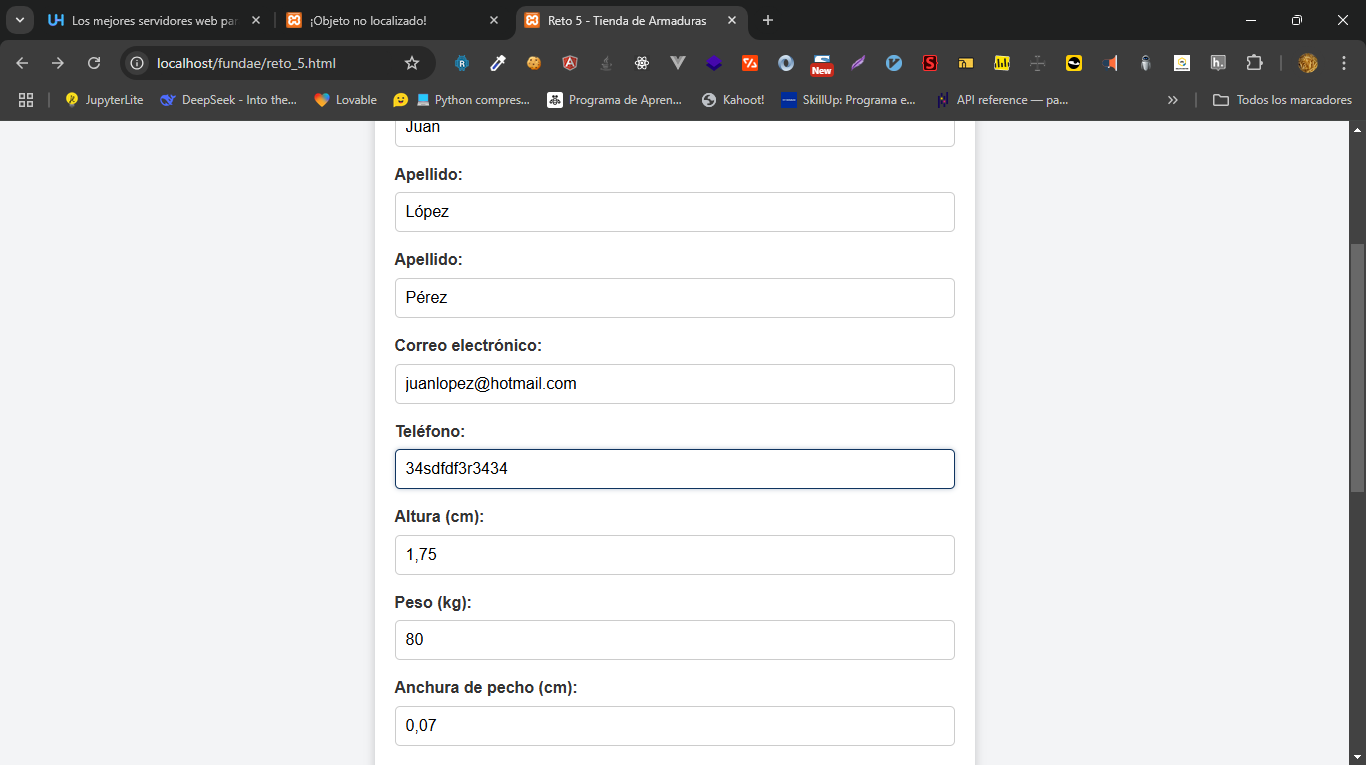 Los mejores servidores web par
¡Objeto no localizado!
Reto 5 - Tienda de Armaduras
localhost/fundae/reto_5.html
New
h.
JupyterLite
DeepSeek - Into the...
Lovable
Python compres...
Programa de Apren...
Kahoot!
SkillUp: Programa e...
API reference — pa...
Todos los marcadores
Juan
Apellido:
López
Apellido:
Pérez
Correo electrónico:
juanlopez@hotmail.com
Teléfono:
34sdfdf3r3434
Altura (cm):
1,75
Peso (kg):
80
Anchura de pecho (cm):
0,07